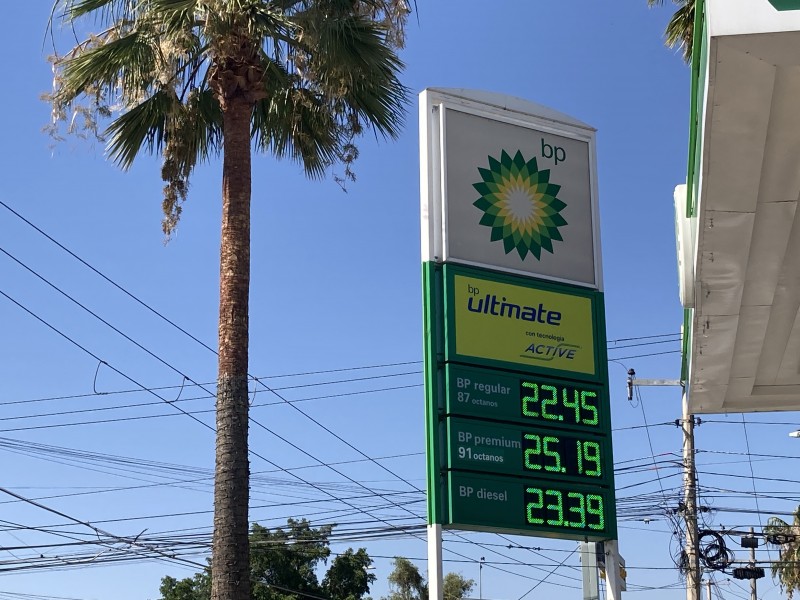 bp
bp
ultimate
con tecnología
ACTIVE
BP regular 22.45
87 octanos
BP premium 25.19
91 octanos
BP diesel 23.39